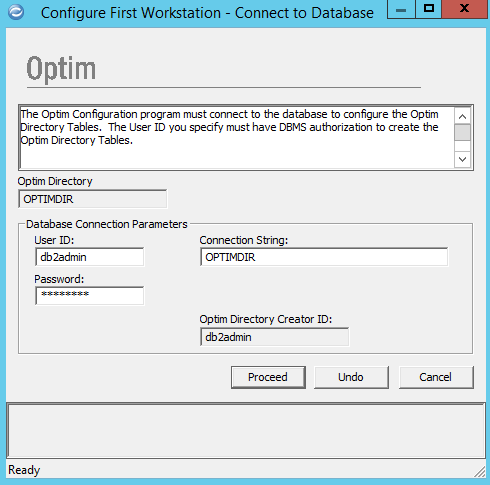 Configure First Workstation - Connect to Database
Optim
The Optim Configuration program must connect to the database to configure the Optim
Directory Tables. The User ID you specify must have DBMS authorization to create the
Optim Directory Tables.
Optim Directory
OPTIMDIR
Database Connection Parameters
User ID:
Connection String:
db2admin
OPTIMDIR
Password:
********
Optim Directory Creator ID:
db2admin
Proceed
Undo
Cancel
Ready